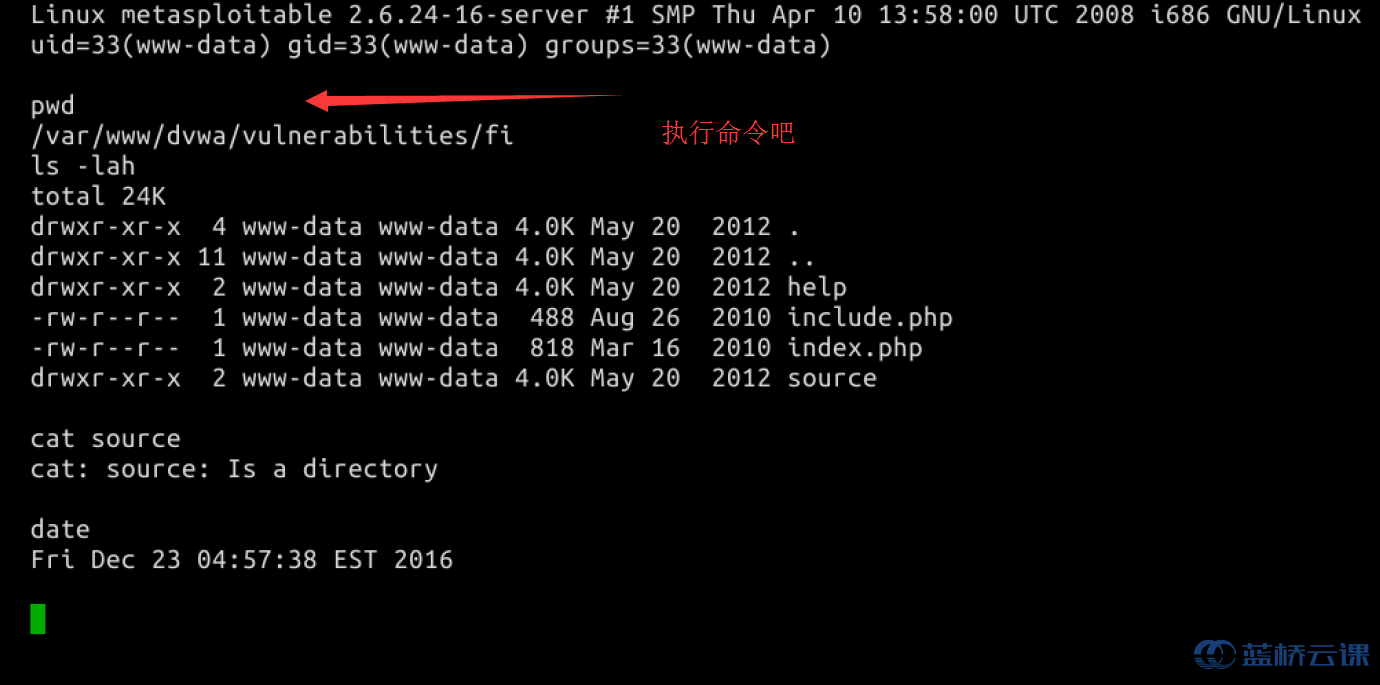 Linux metasploitable 2.6.24-16-server #1 SMP Thu Apr 10 13:58:00 UTC 2008 i686 GNU/Linux
uid=33(www-data) gid=33(www-data) groups=33(www-data)
pwd
/var/www/dvwa/vulnerabilities/fi
执行命令吧
ls -lah
total 24K
drwxr-xr-x  4 www-data www-data 4.0K May 20  2012 .
drwxr-xr-x 11 www-data www-data 4.0K May 20  2012 ..
drwxr-xr-x  2 www-data www-data 4.0K May 20  2012 help
-rw-r--r--  1 www-data www-data  488 Aug 26  2010 include.php
-rw-r--r--  1 www-data www-data  818 Mar 16  2010 index.php
drwxr-xr-x  2 www-data www-data 4.0K May 20  2012 source
cat source
cat: source: Is a directory
date
Fri Dec 23 04:57:38 EST 2016
蓝桥云课